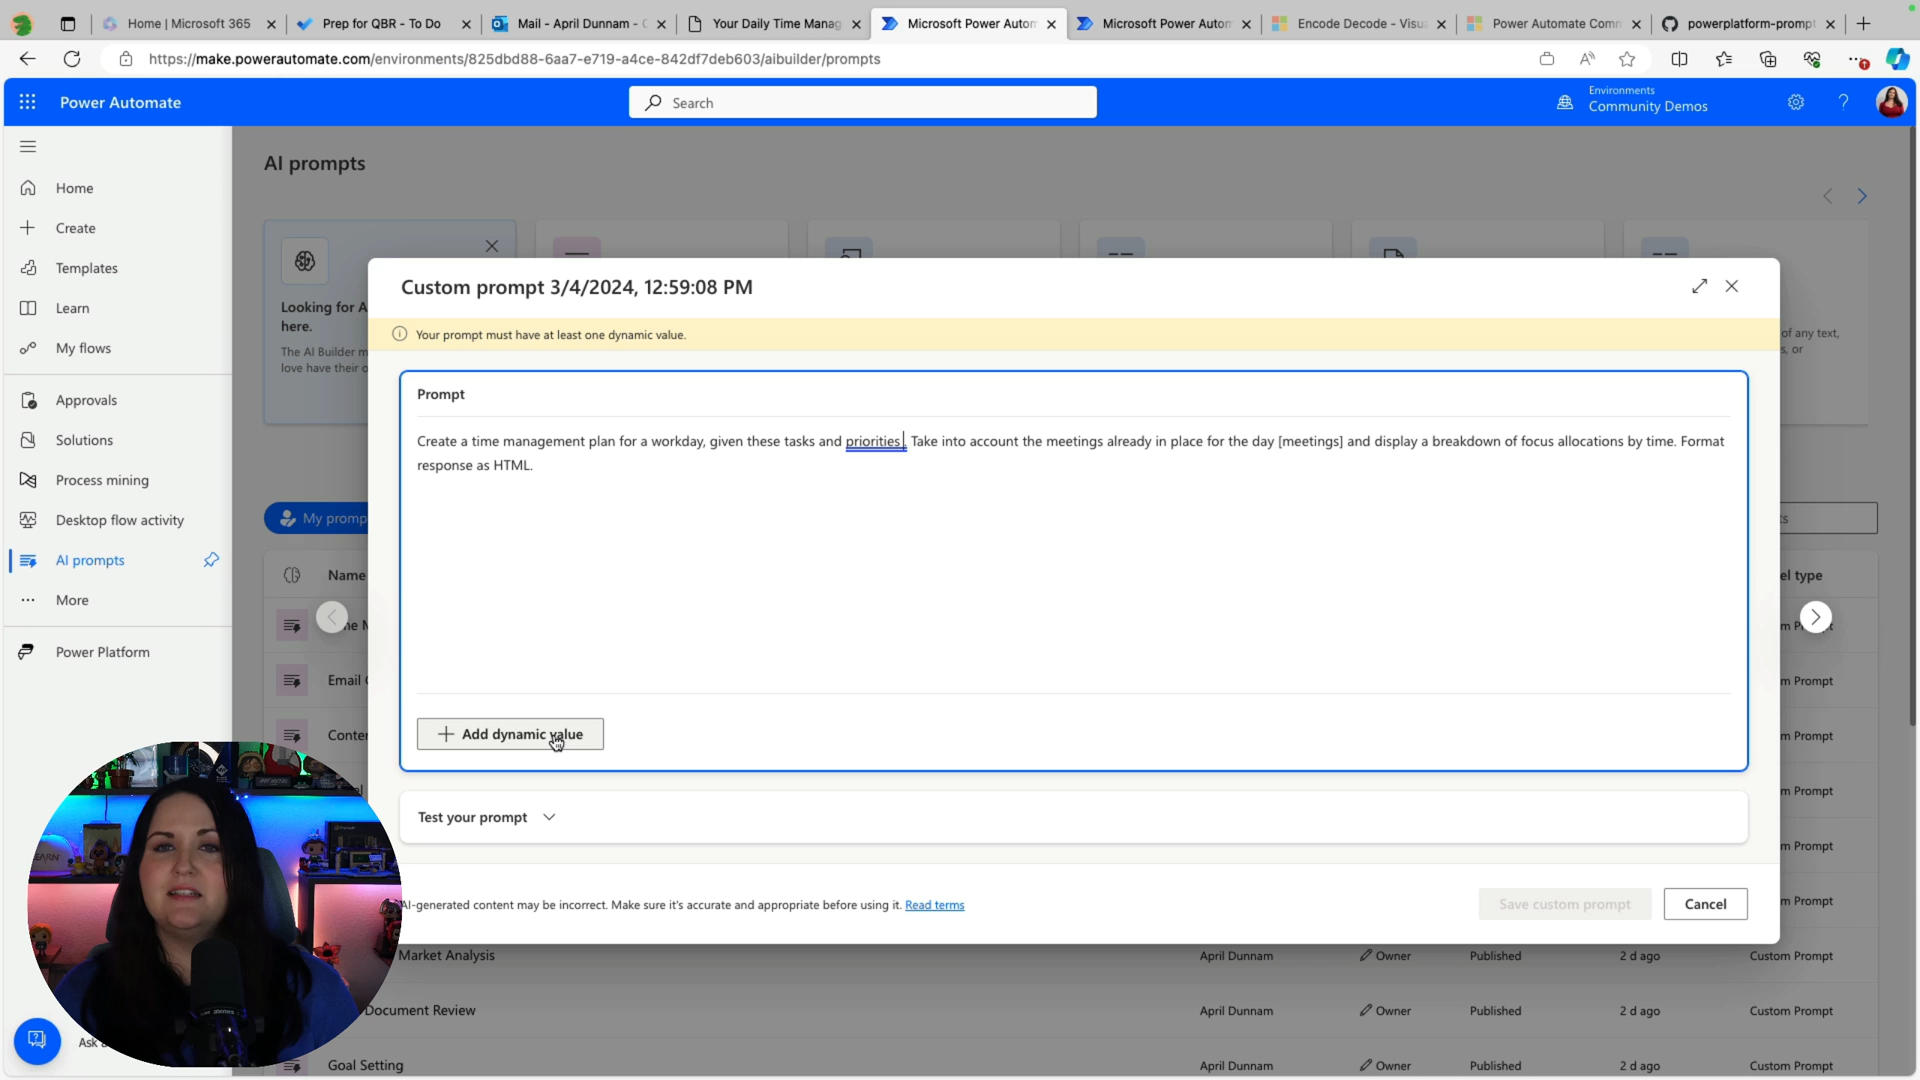 Home | Microsoft 365
Prep for QBR - To Do
Mail - April Dunnam -
Your Daily Time Manag
Microsoft Power Autom
Microsoft Power Autom
Encode Decode - Visu
Power Automate Com
powerplatform-prompt
https://make.powerautomate.com/environments/825dbd88-6aa7-e719-a4ce-842df7deb603/aibuilder/prompts
Power Automate
Search
Environments
Community Demos
Home
Create
Templates
Learn
My flows
Approvals
Solutions
Process mining
Desktop flow activity
AI prompts
More
Power Platform
Ask
AI prompts
Looking for A
here.
The AI Builder m
love have their o
of any text,
s, or
My promp
ts
Name
el type
Custom prompt 3/4/2024, 12:59:08 PM
Your prompt must have at least one dynamic value.
Prompt
Create a time management plan for a workday, given these tasks and priorities . Take into account the meetings already in place for the day [meetings] and display a breakdown of focus allocations by time. Format
response as HTML.
Add dynamic value
Test your prompt
AI-generated content may be incorrect. Make sure it's accurate and appropriate before using it. Read terms
Save custom prompt
Cancel
ne M
m P
Email
m Prompt
Conten
m Prompt
m Prompt
m Prompt
m Prompt
Market Analysis April Dunnam Owner Published 2 d ago Custom Prompt
Document Review April Dunnam Owner Published 2 d ago Custom Prompt
Goal Setting April Dunnam Owner Published 2 d ago Custom Prompt